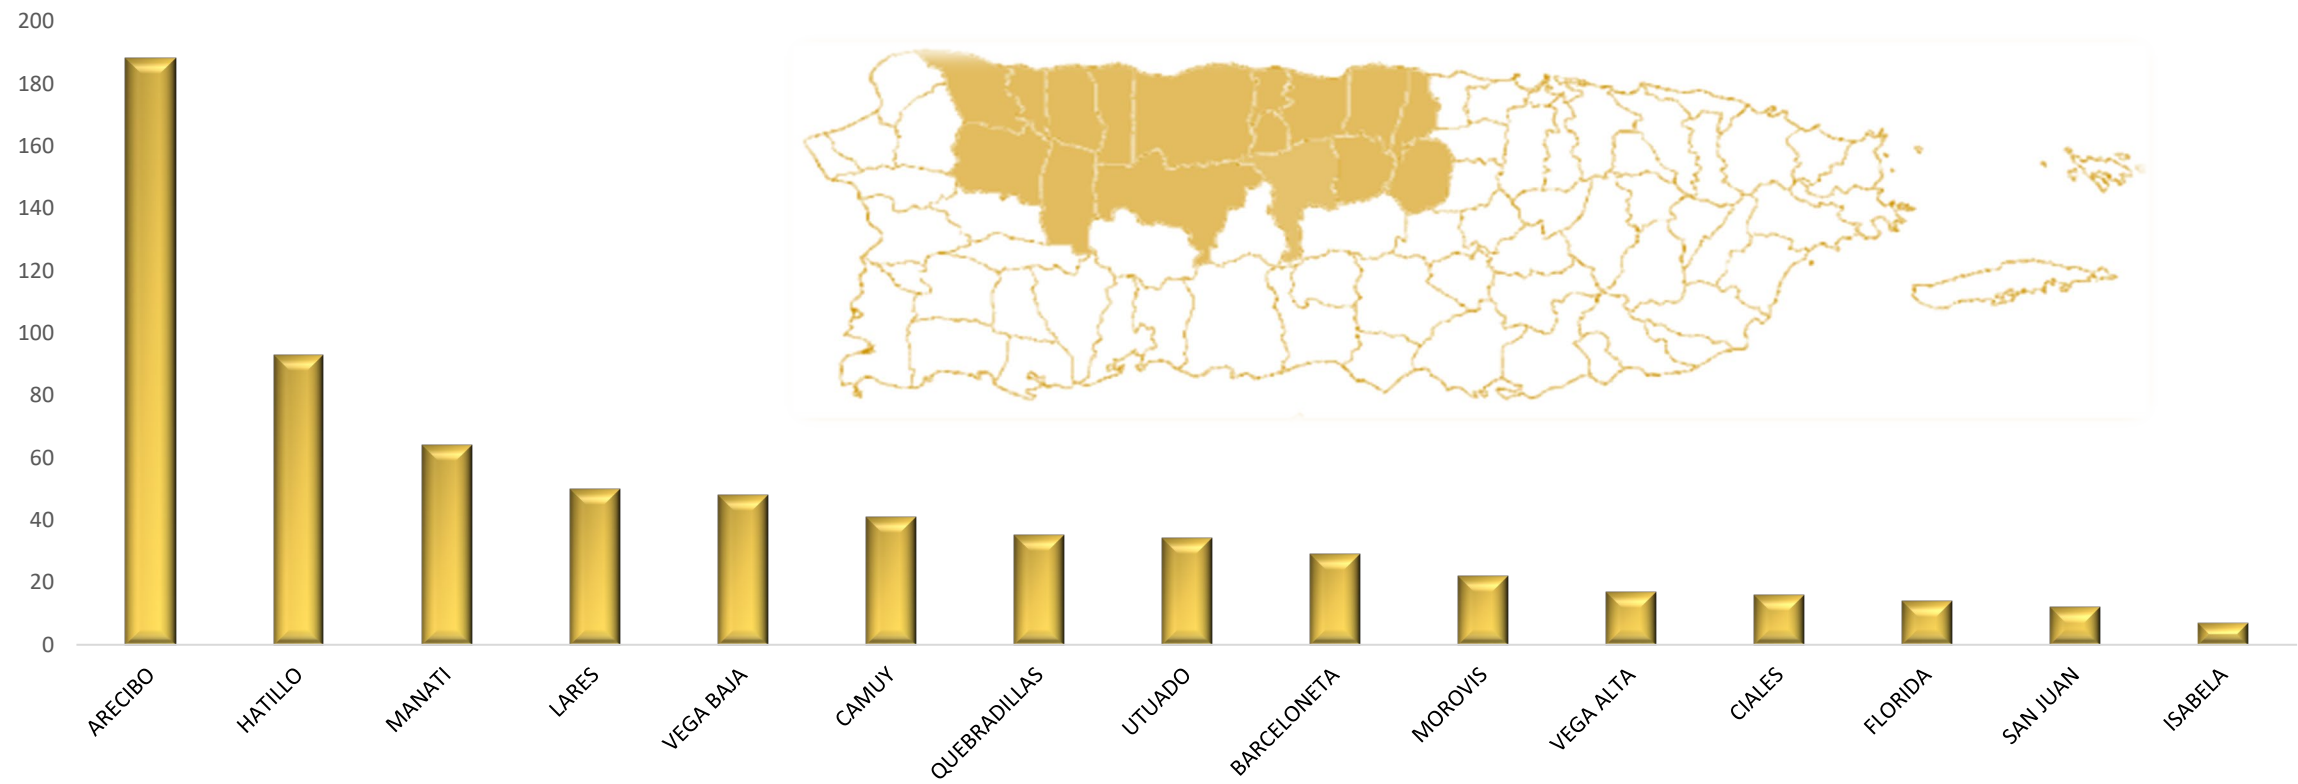 200
180
160
140
120
100
80
60
40
20
0
ARECIBO
HATILLO
MANATI
LARES
VEGA BAJA
CAMUY
QUEBRADILLAS
UTUADO
BARCELONETA
MOROVIS
VEGA ALTA
CIALES
FLORIDA
SAN JUAN
ISABELA